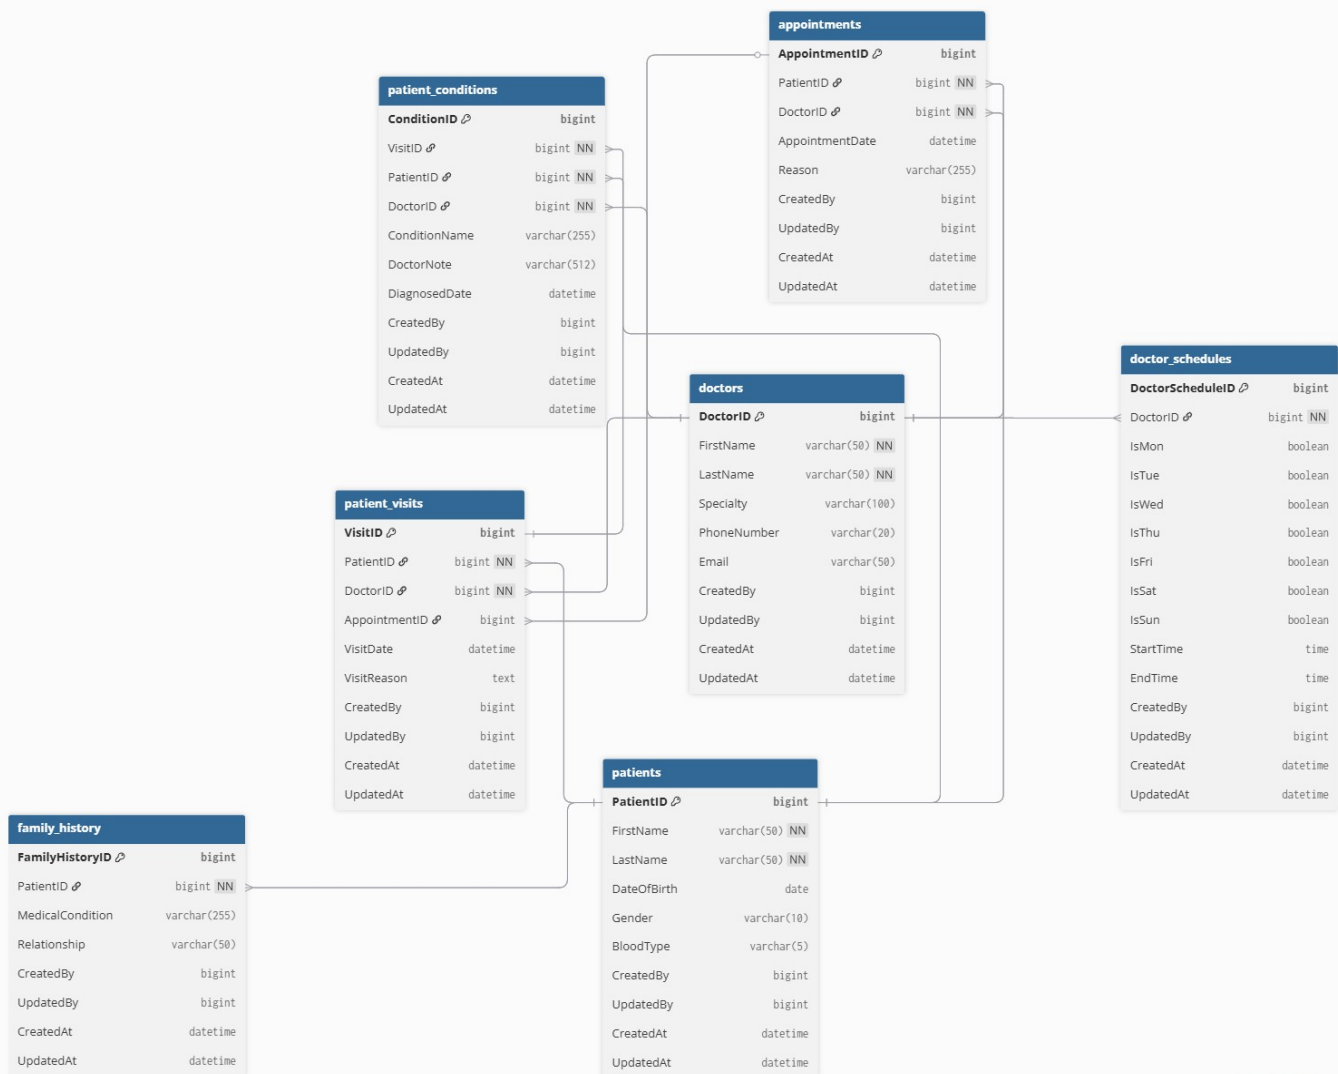 appointments
AppointmentID bigint
PatientID bigint NN
DoctorID bigint NN
AppointmentDate datetime
Reason varchar(255)
CreatedBy bigint
UpdatedBy bigint
CreatedAt datetime
UpdatedAt datetime
patient_conditions
ConditionID bigint
VisitID bigint NN
PatientID bigint NN
DoctorID bigint NN
ConditionName varchar(255)
DoctorNote varchar(512)
DiagnosedDate datetime
CreatedBy bigint
UpdatedBy bigint
CreatedAt datetime
UpdatedAt datetime
doctor_schedules
DoctorScheduleID bigint
DoctorID bigint NN
IsMon boolean
IsTue boolean
IsWed boolean
IsThu boolean
IsFri boolean
IsSat boolean
IsSun boolean
StartTime time
EndTime time
CreatedBy bigint
UpdatedBy bigint
CreatedAt datetime
UpdatedAt datetime
doctors
DoctorID bigint
FirstName varchar(50) NN
LastName varchar(50) NN
Specialty varchar(100)
PhoneNumber varchar(20)
Email varchar(50)
CreatedBy bigint
UpdatedBy bigint
CreatedAt datetime
UpdatedAt datetime
patient_visits
VisitID bigint
PatientID bigint NN
DoctorID bigint NN
AppointmentID bigint
VisitDate datetime
VisitReason text
CreatedBy bigint
UpdatedBy bigint
CreatedAt datetime
UpdatedAt datetime
patients
PatientID bigint
FirstName varchar(50) NN
LastName varchar(50) NN
DateOfBirth date
Gender varchar(10)
BloodType varchar(5)
CreatedBy bigint
UpdatedBy bigint
CreatedAt datetime
UpdatedAt datetime
family_history
FamilyHistoryID bigint
PatientID bigint NN
MedicalCondition varchar(255)
Relationship varchar(50)
CreatedBy bigint
UpdatedBy bigint
CreatedAt datetime
UpdatedAt datetime